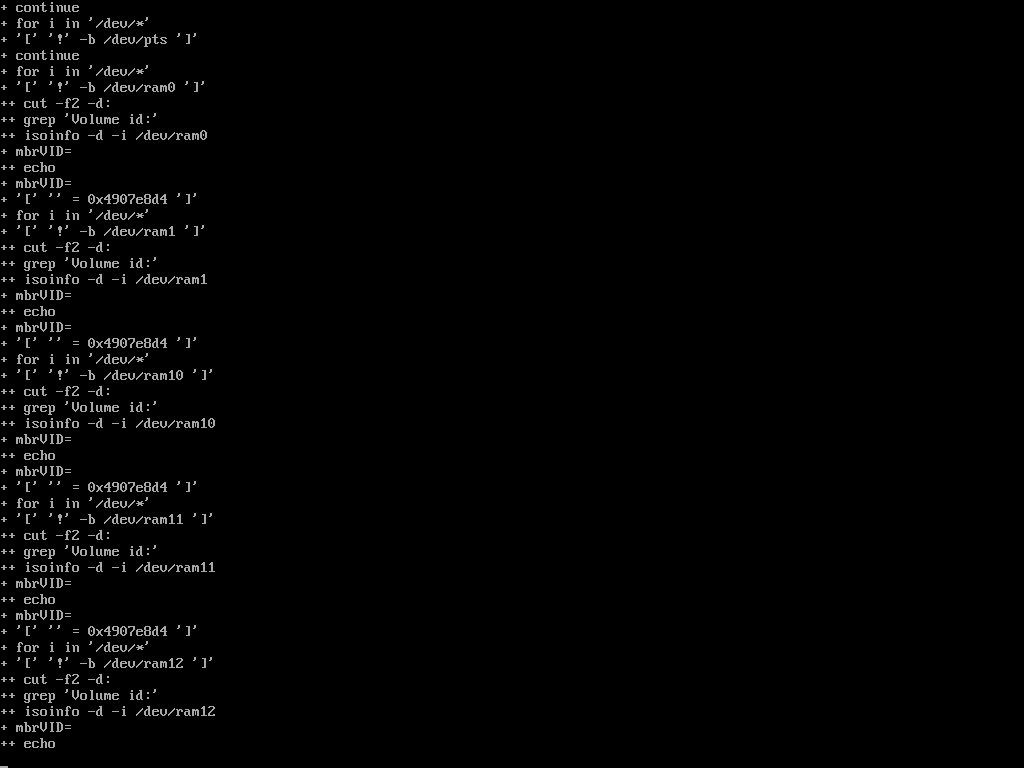 + continue
+ for i in '/dev/*'
+ '[' '!' -b /dev/pts ']'
+ continue
+ for i in '/dev/*'
+ '[' '!' -b /dev/ram0 ']'
++ cut -f2 -d:
++ grep 'Volume id:'
++ isoinfo -d -i /dev/ram0
+ mbrVID=
++ echo
+ mbrVID=
+ '[' '' = 0x4907e8d4 ']'
+ for i in '/dev/*'
+ '[' '!' -b /dev/ram1 ']'
++ cut -f2 -d:
++ grep 'Volume id:'
++ isoinfo -d -i /dev/ram1
+ mbrVID=
++ echo
+ mbrVID=
+ '[' '' = 0x4907e8d4 ']'
+ for i in '/dev/*'
+ '[' '!' -b /dev/ram10 ']'
++ cut -f2 -d:
++ grep 'Volume id:'
++ isoinfo -d -i /dev/ram10
+ mbrVID=
++ echo
+ mbrVID=
+ '[' '' = 0x4907e8d4 ']'
+ for i in '/dev/*'
+ '[' '!' -b /dev/ram11 ']'
++ cut -f2 -d:
++ grep 'Volume id:'
++ isoinfo -d -i /dev/ram11
+ mbrVID=
++ echo
+ mbrVID=
+ '[' '' = 0x4907e8d4 ']'
+ for i in '/dev/*'
+ '[' '!' -b /dev/ram12 ']'
++ cut -f2 -d:
++ grep 'Volume id:'
++ isoinfo -d -i /dev/ram12
+ mbrVID=
++ echo